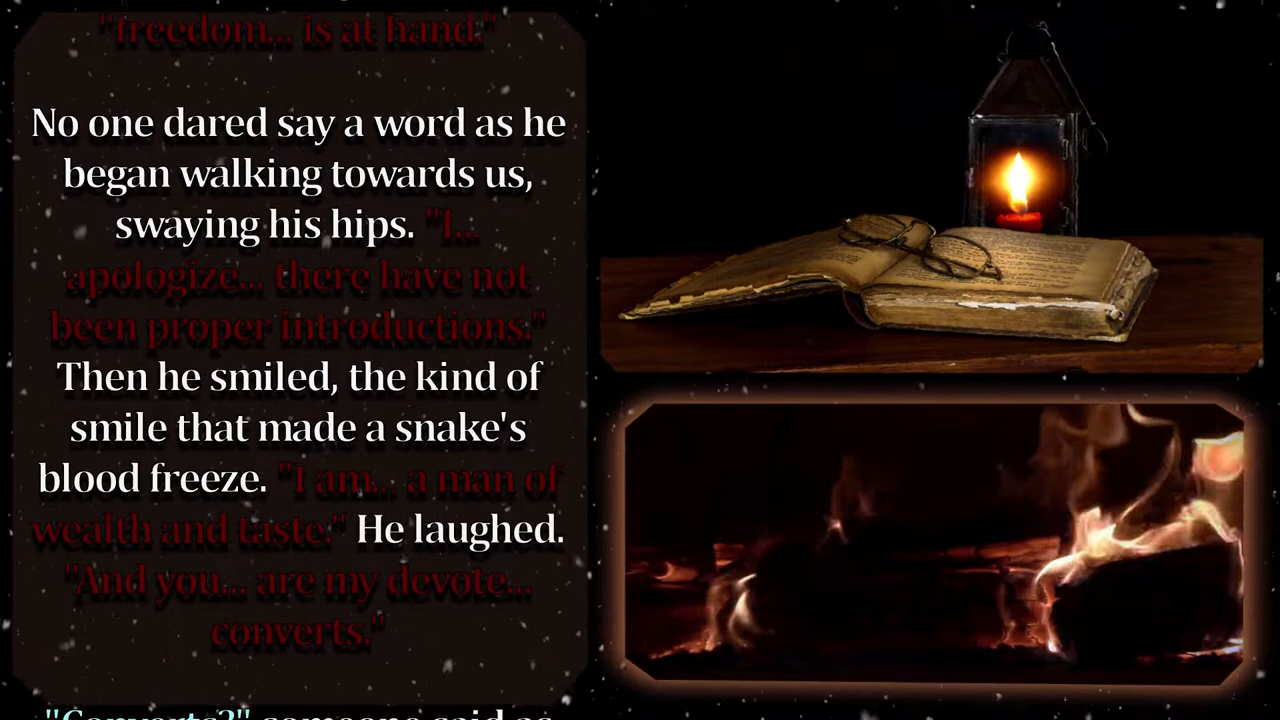 "freedom... is at hand."
No one dared say a word as he
began walking towards us,
swaying his hips. "I...
apologize... there have not
been proper introductions."
Then he smiled, the kind of
smile that made a snake's
blood freeze. "I am... a man of
wealth and taste." He laughed.
"And you... are my devote...
converts."
"Converts?" someone said as